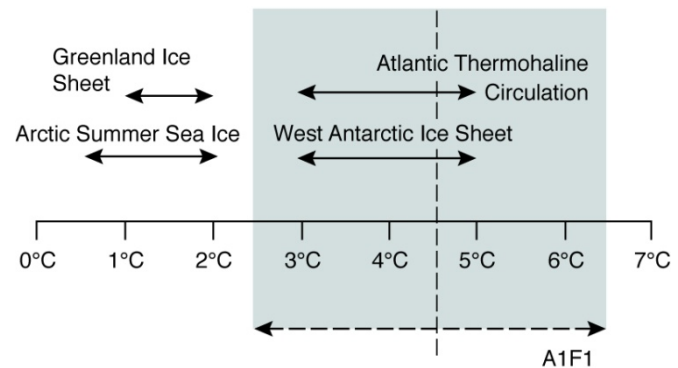 Greenland Ice
Sheet
Atlantic Thermohaline
Circulation
Arctic Summer Sea Ice
West Antarctic Ice Sheet
0°C 1°C 2°C 3°C 4°C 5°C 6°C 7°C
A1F1